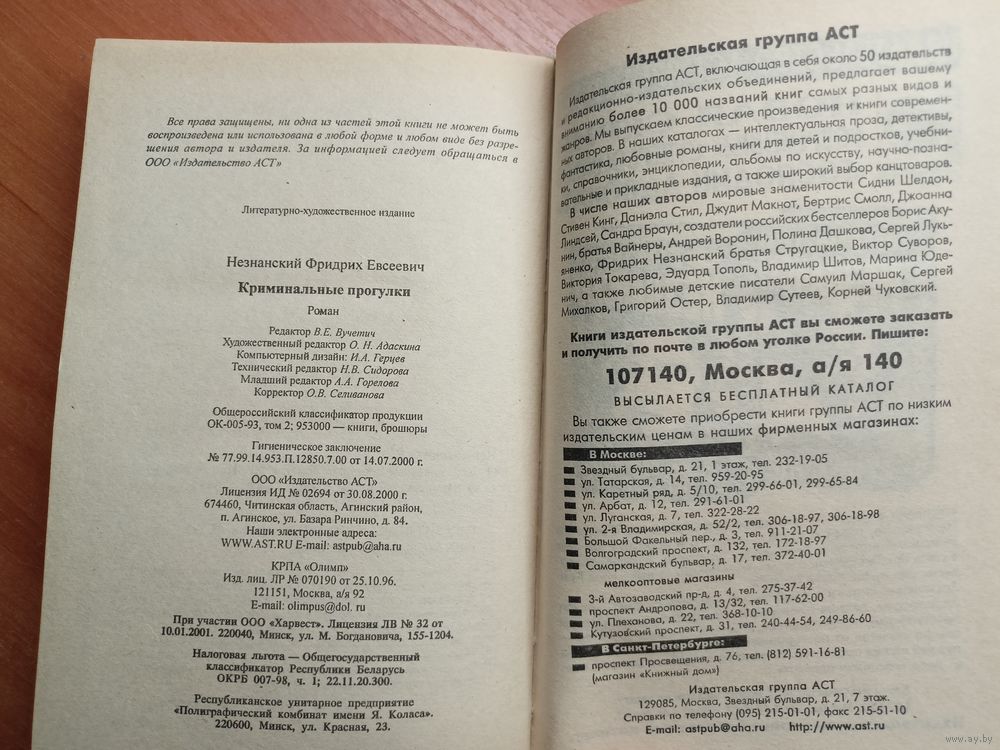 Все права защищены, ни одна из частей этой книги не может быть
воспроизведена или использована в любой форме и любом виде без разре-
шения автора и издателя. За информацией следует обращаться в
ООО «Издательство АСТ»
Литературно-художественное издание
Незнанский Фридрих Евсеевич
Криминальные прогулки
Роман
Редактор В.Е. Вучетич
Художественный редактор О. Н. Адаскина
Компьютерный дизайн: И.А. Герцев
Технический редактор Н.В. Сидорова
Младший редактор А.А. Горелова
Корректор О.В. Селиванова
Общероссийский классификатор продукции
ОК-005-93, том 2; 953000 — книги, брошюры
Гигиеническое заключение
№ 77.99.14.953.П.12850.7.00 от 14.07.2000 г.
ООО «Издательство АСТ»
Лицензия ИД № 02694 от 30.08.2000 г.
674460, Читинская область, Агинский район,
п. Агинское, ул. Базара Ринчино, д. 84.
Наши электронные адреса:
WWW.AST.RU E-mail: astpub@aha.ru
КРПА «Олимп»
Изд. лиц. ЛР № 070190 от 25.10.96.
121151, Москва, а/я 92
E-mail: olimpus@dol. ru
При участии ООО «Харвест». Лицензия ЛВ № 32 от
10.01.2001. 220040, Минск, ул. М. Богдановича, 155-1204.
Налоговая льгота — Общегосударственный
классификатор Республики Беларусь
ОКРБ 007-98, ч. 1; 22.11.20.300.
Республиканское унитарное предприятие
«Полиграфический комбинат имени Я. Коласа».
220600, Минск, ул. Красная, 23.
Издательская группа АСТ
Издательская группа АСТ, включающая в себя около 50 издательств
и редакционно-издательских объединений, предлагает вашему
вниманию более 10 000 названий книг самых разных видов и
жанров. Мы выпускаем классические произведения и книги современ-
ных авторов. В наших каталогах — интеллектуальная проза, детективы,
фантастика, любовные романы, книги для детей и подростков, учебни-
ки, справочники, энциклопедии, альбомы по искусству, научно-позна-
вательные и прикладные издания, а также широкий выбор канцтоваров.
В числе наших авторов мировые знаменитости Сидни Шелдон,
Стивен Кинг, Даниэла Стил, Джудит Макнот, Бертрис Смолл, Джоанна
Линдсей, Сандра Браун, создатели российских бестселлеров Борис Аку-
нин, братья Вайнеры, Андрей Воронин, Полина Дашкова, Сергей Лукь-
яненко, Фридрих Незнанский братья Стругацкие, Виктор Суворов,
Виктория Токарева, Эдуард Тополь, Владимир Шитов, Марина Юде-
нич, а также любимые детские писатели Самуил Маршак, Сергей
Михалков, Григорий Остер, Владимир Сутеев, Корней Чуковский.
Книги издательской группы АСТ вы сможете заказать
и получить по почте в любом уголке России. Пишите:
107140, Москва, а/я 140
ВЫСЫЛАЕТСЯ БЕСПЛАТНЫЙ КАТАЛОГ
Вы также сможете приобрести книги группы АСТ по низким
издательским ценам в наших фирменных магазинах:
В Москве:
Звездный бульвар, д. 21, 1 этаж, тел. 232-19-05
ул. Татарская, д. 14, тел. 959-20-95
ул. Каретный ряд, д. 5/10, тел. 299-66-01, 299-65-84
ул. Арбат, д. 12, тел. 291-61-01
ул. Луганская, д. 7, тел. 322-28-22
ул. 2-я Владимирская, д. 52/2, тел. 306-18-97, 306-18-98
Большой Факельный пер., д. 3, тел. 911-21-07
Волгоградский проспект, д. 132, тел. 172-18-97
Самаркандский бульвар, д. 17, тел. 372-40-01
мелкооптовые магазины
3-й Автозаводский пр-д, д. 4, тел. 275-37-42
проспект Андропова, д. 13/32, тел. 117-62-00
ул. Плеханова, д. 22, тел. 368-10-10
Кутузовский проспект, д. 31, тел. 240-44-54, 249-86-60
В Санкт-Петербурге:
проспект Просвещения, д. 76, тел. (812) 591-16-81
(магазин «Книжный дом»)
Издательская группа АСТ
129085, Москва, Звездный бульвар, д. 21, 7 этаж.
Справки по телефону (095) 215-01-01, факс 215-51-10
E-mail: astpub@aha.ru http://www.ast.ru
www.ay.by